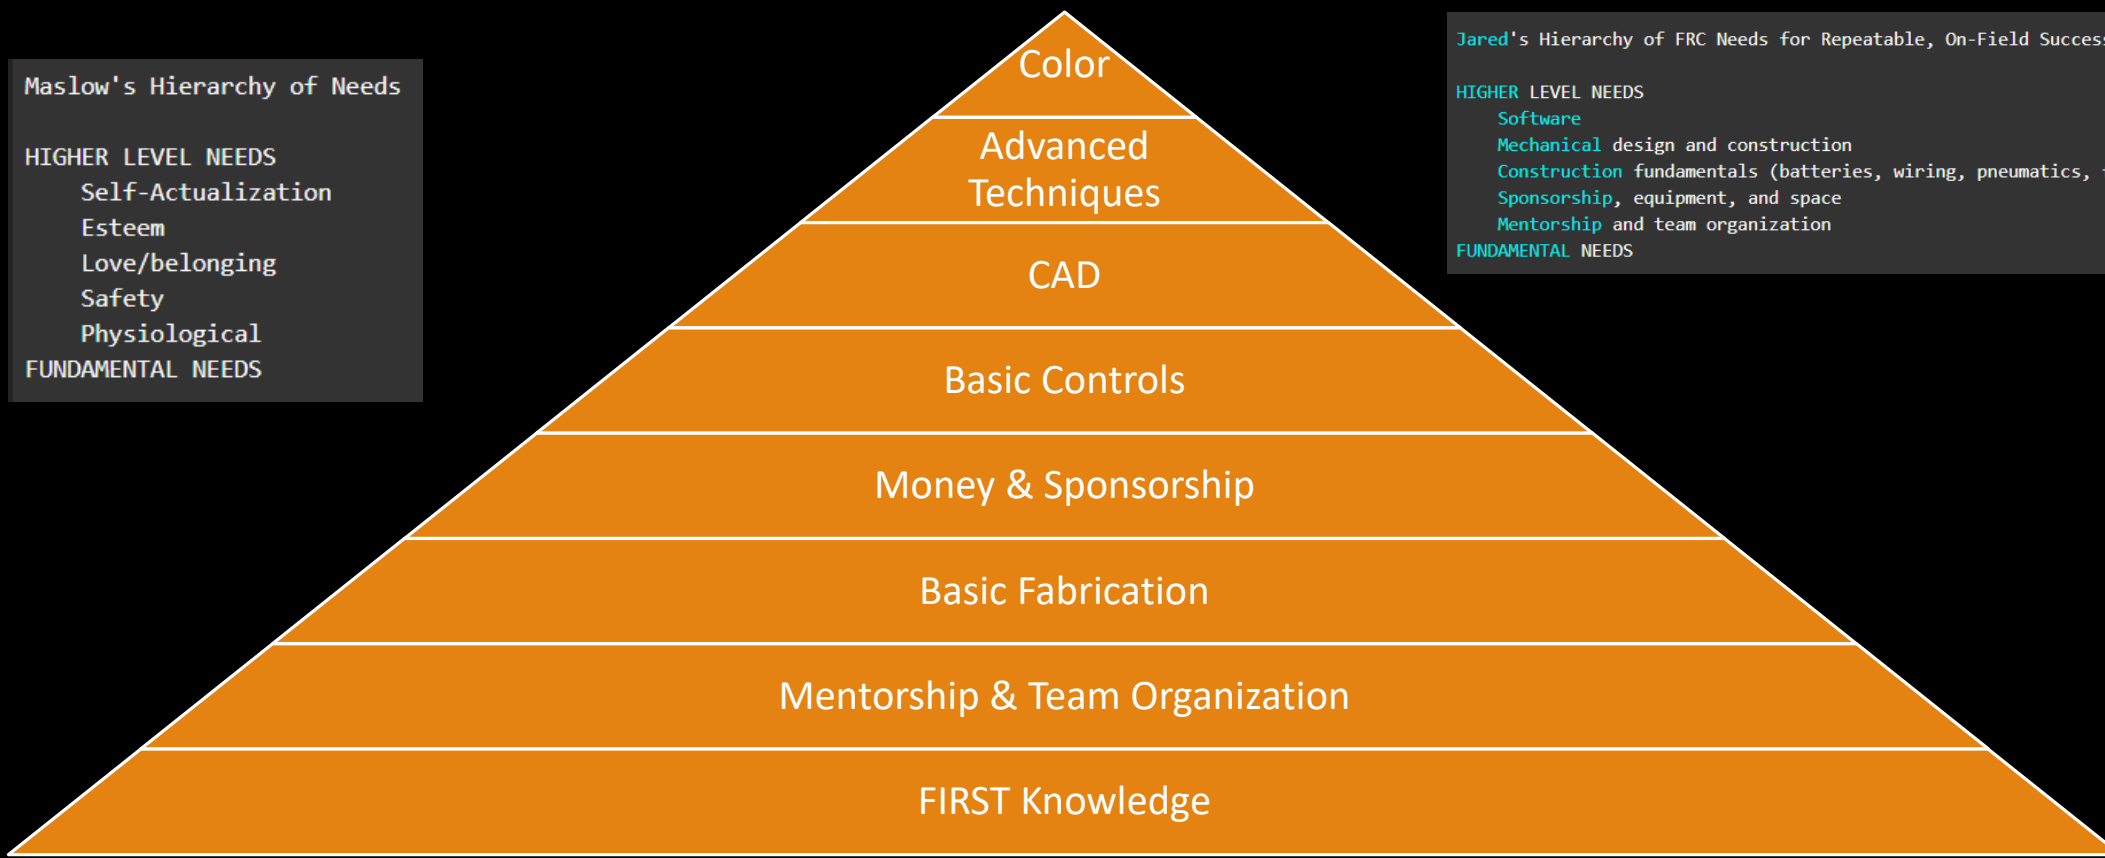 Maslow's Hierarchy of Needs
HIGHER LEVEL NEEDS
Self-Actualization
Esteem
Love/belonging
Safety
Physiological
FUNDAMENTAL NEEDS
Color
Advanced
Techniques
CAD
Basic Controls
Money & Sponsorship
Basic Fabrication
Mentorship & Team Organization
FIRST Knowledge
Jared's Hierarchy of FRC Needs for Repeatable, On-Field Success
HIGHER LEVEL NEEDS
Software
Mechanical design and construction
Construction fundamentals (batteries, wiring, pneumatics,
Sponsorship, equipment, and space
Mentorship and team organization
FUNDAMENTAL NEEDS